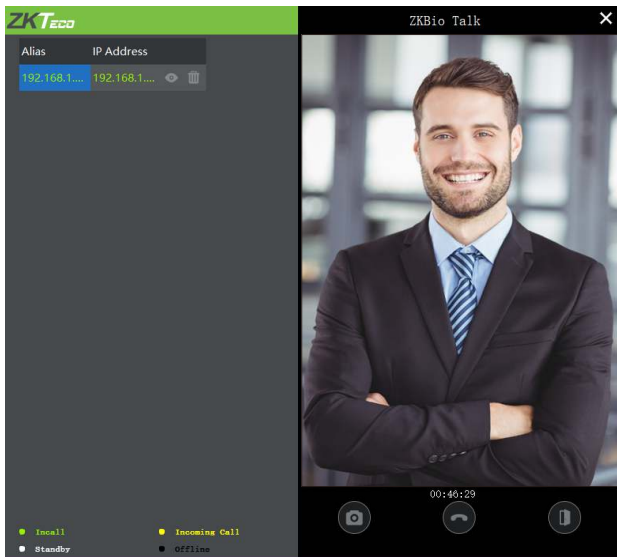 ZKTECO
ZKBio Talk
Alias IP Address
192.168.1.... 192.168.1....
00:46:29
Incall Incoming Call
Standby Offline